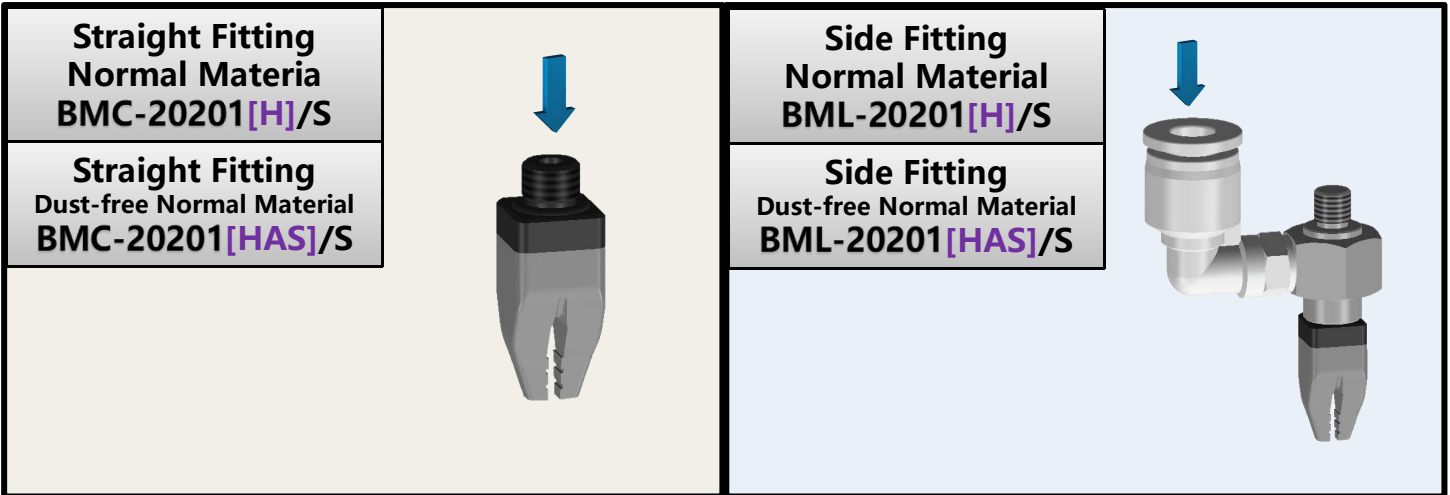 Straight Fitting
Normal Materia
BMC-20201[H]/S
Straight Fitting
Dust-free Normal Material
BMC-20201[HAS]/S
Side Fitting
Normal Material
BML-20201[H]/S
Side Fitting
Dust-free Normal Material
BML-20201[HAS]/S